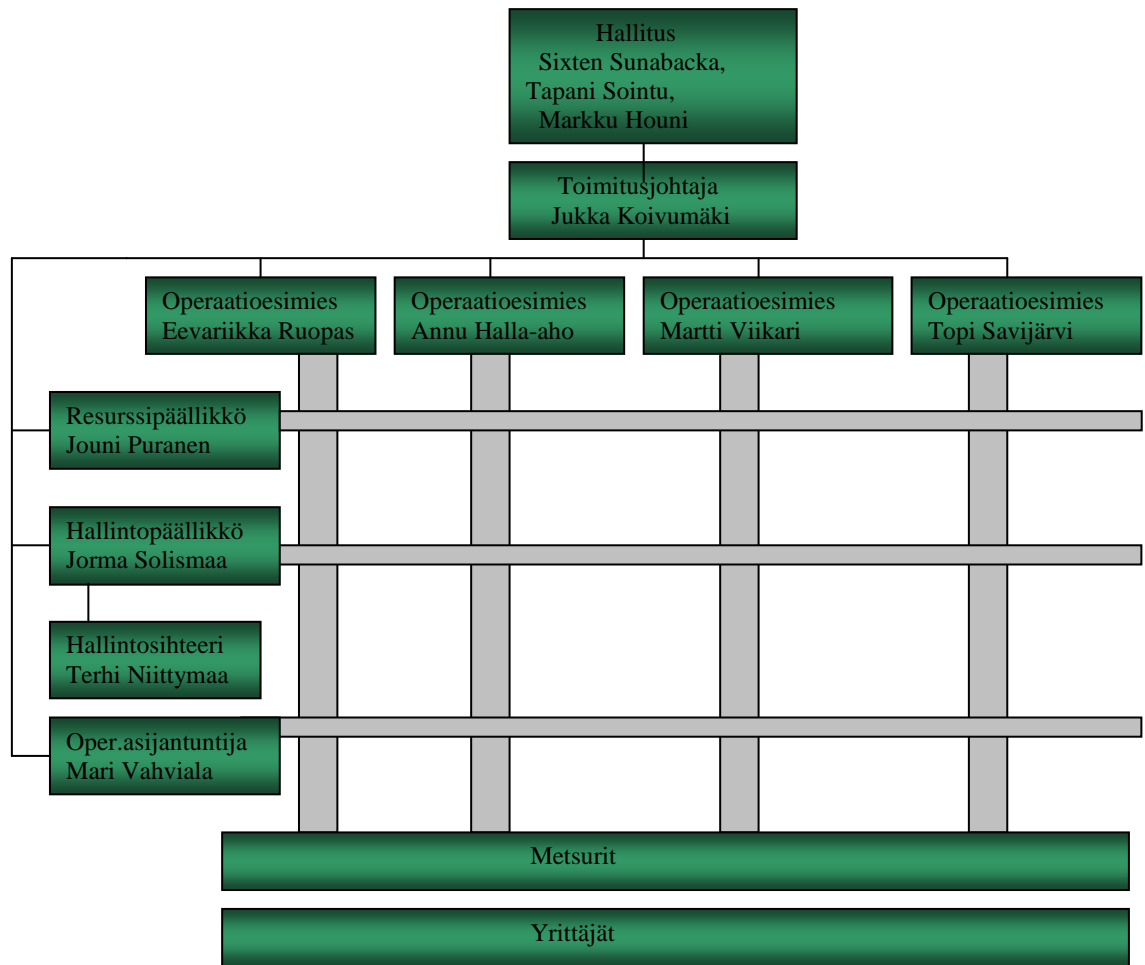 Hallitus
Sixten Sunabacka,
Tapani Sointu,
Markku Houni
Toimitusjohtaja
Jukka Koivumäki
Operaatioesimies
Eevariikka Ruopas
Operaatioesimies
Annu Halla-aho
Operaatioesimies
Martti Viikari
Operaatioesimies
Topi Savijärvi
Resurssipäällikkö
Jouni Puranen
Hallintopäällikkö
Jorma Solismaa
Hallintosihteeri
Terhi Niittymaa
Oper.asijantuntija
Mari Vahviala
Metsurit
Yrittäjät